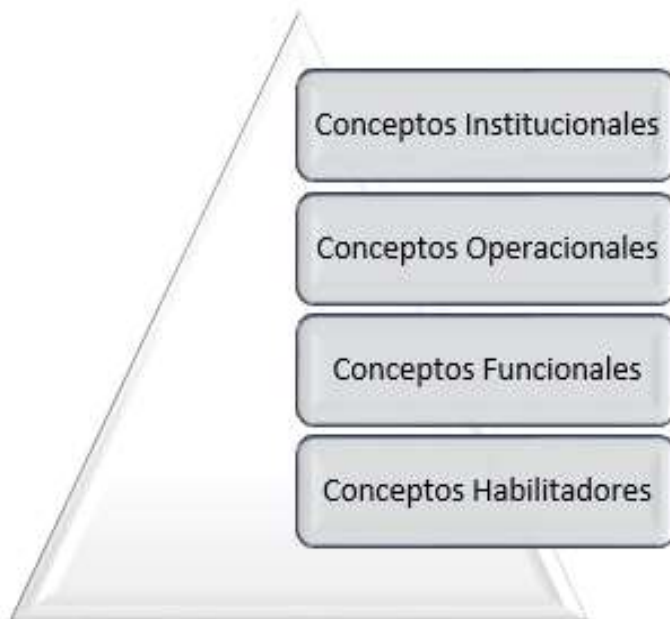 Conceptos Institucionales
Conceptos Operacionales
Conceptos Funcionales
Conceptos Habilitadores